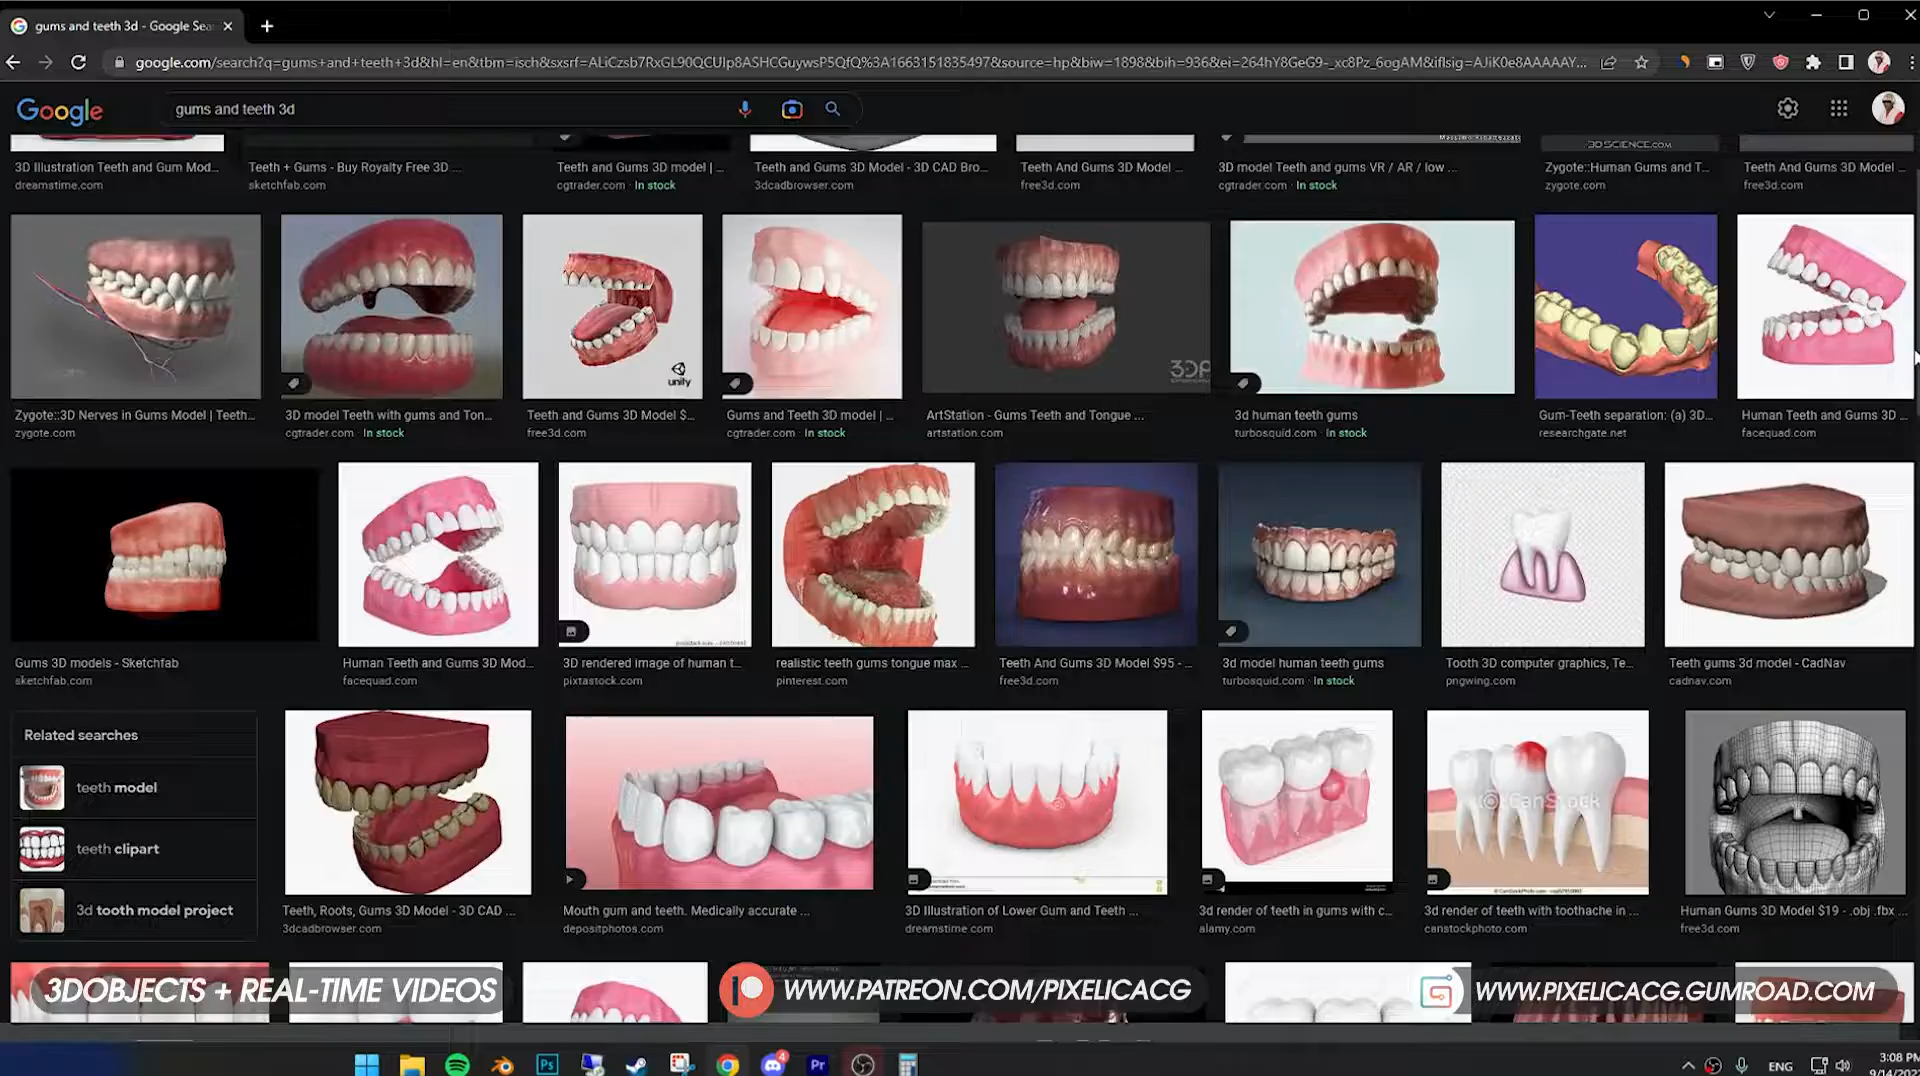 gums and teeth 3d - Google Sea
google.com/search?q=gums+and+teeth+3d&hl=en&tbm=isch&sxsrf=ALiCzsb7RxGL90QCUIp8ASHCGuywsP5QfQ%3A1663151835497&source=hp&biw=1898&bih=936&ei=264hY8GeG9-_xc8Pz_6ogAM&iflsig=AJiK0e8AAAAAY...
Google
gums and teeth 3d
3DSCIENCE.COM
3D Illustration Teeth and Gum Mod...
Teeth + Gums - Buy Royalty Free 3D ...
Teeth and Gums 3D model | ...
Teeth and Gums 3D Model - 3D CAD Bro...
Teeth And Gums 3D Model ...
3D model Teeth and gums VR / AR / low ...
Zygote::Human Gums and T...
Teeth And Gums 3D Model ...
dreamstime.com
sketchfab.com
cgtrader.com · In stock
3dcadbrowser.com
free3d.com
cgtrader.com · In stock
zygote.com
free3d.com
unity
Zygote::3D Nerves in Gums Model | Teeth...
3D model Teeth with gums and Ton...
Teeth and Gums 3D Model $...
Gums and Teeth 3D model | ...
ArtStation - Gums Teeth and Tongue ...
3d human teeth gums
Gum-Teeth separation: (a) 3D...
Human Teeth and Gums 3D ...
zygote.com
cgtrader.com · In stock
free3d.com
cgtrader.com · In stock
artstation.com
turbosquid.com · In stock
researchgate.net
facequad.com
Gums 3D models - Sketchfab
Human Teeth and Gums 3D Mod...
3D rendered image of human t...
realistic teeth gums tongue max ...
Teeth And Gums 3D Model $95 - ...
3d model human teeth gums
Tooth 3D computer graphics, Te...
Teeth gums 3d model - CadNav
sketchfab.com
facequad.com
pixtastock.com
pinterest.com
free3d.com
turbosquid.com · In stock
pngwing.com
cadnav.com
Related searches
teeth model
teeth clipart
3d tooth model project
CanStock
Teeth, Roots, Gums 3D Model - 3D CAD ...
Mouth gum and teeth. Medically accurate ...
3D Illustration of Lower Gum and Teeth ...
3d render of teeth in gums with c...
3d render of teeth with toothache in ...
Human Gums 3D Model $19 - .obj .fbx ...
3dcadbrowser.com
depositphotos.com
dreamstime.com
alamy.com
canstockphoto.com
free3d.com
3DOBJECTS + REAL-TIME VIDEOS
WWW.PATREON.COM/PIXELICACG
WWW.PIXELICACG.GUMROAD.COM
Ps
4
Pr
ENG
3:08 PM